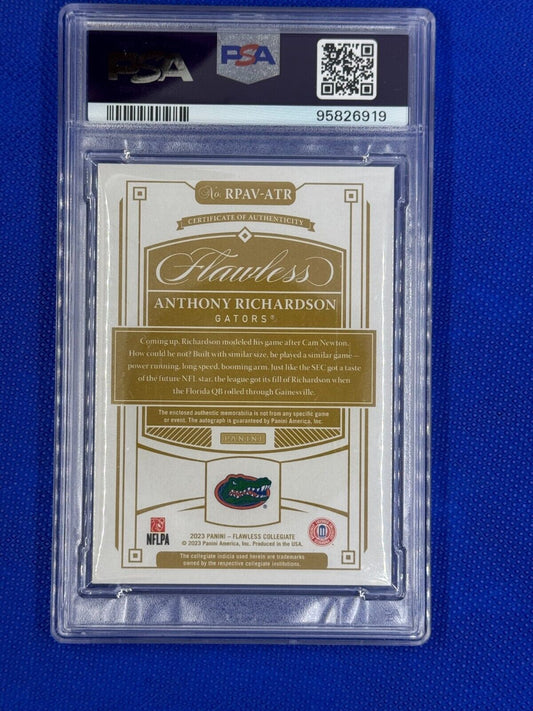 PSA
PSA
95826919
No. RPAV-ATR
CERTIFICATE OF AUTHENTICITY
Flawless
ANTHONY RICHARDSON
GATORS®
Coming up, Richardson modeled his game after Cam Newton.
How could he not? Built with similar size, he played a similar game—
power running, long speed, booming arm. Just like the SEC got a taste
of the future NFL star, the league got its fill of Richardson when
the Florida QB rolled through Gainesville.
The enclosed authentic memorabilia is not from any specific game
or event. The autograph is guaranteed by Panini America, Inc.
PANINI
NFLPA
2023 PANINI – FLAWLESS COLLEGIATE
© 2023 Panini America, Inc. Produced in the USA.
The collegiate indicia used herein are trademarks
owned by the respective collegiate institutions.